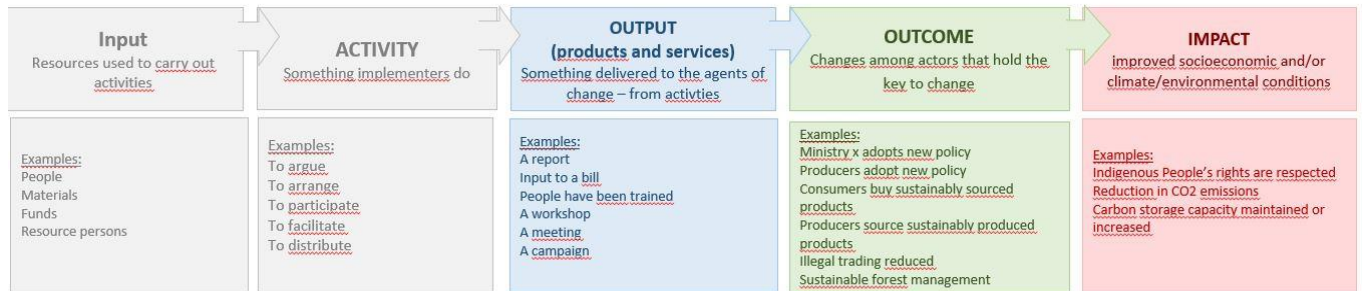 Input
Resources used to carry out
activities
ACTIVITY
Something implementers do
OUTPUT
(products and services)
Something delivered to the agents of
change – from activties
OUTCOME
Changes among actors that hold the
key to change
IMPACT
improved socioeconomic and/or
climate/environmental conditions
Examples:
People
Materials
Funds
Resource persons
Examples:
To argue
To arrange
To participate
To facilitate
To distribute
Examples:
A report
Input to a bill
People have been trained
A workshop
A meeting
A campaign
Examples:
Ministry x adopts new policy
Producers adopt new policy
Consumers buy sustainably sourced
products
Producers source sustainably produced
products
Illegal trading reduced
Sustainable forest management
Examples:
Indigenous People's rights are respected
Reduction in CO2 emissions
Carbon storage capacity maintained or
increased